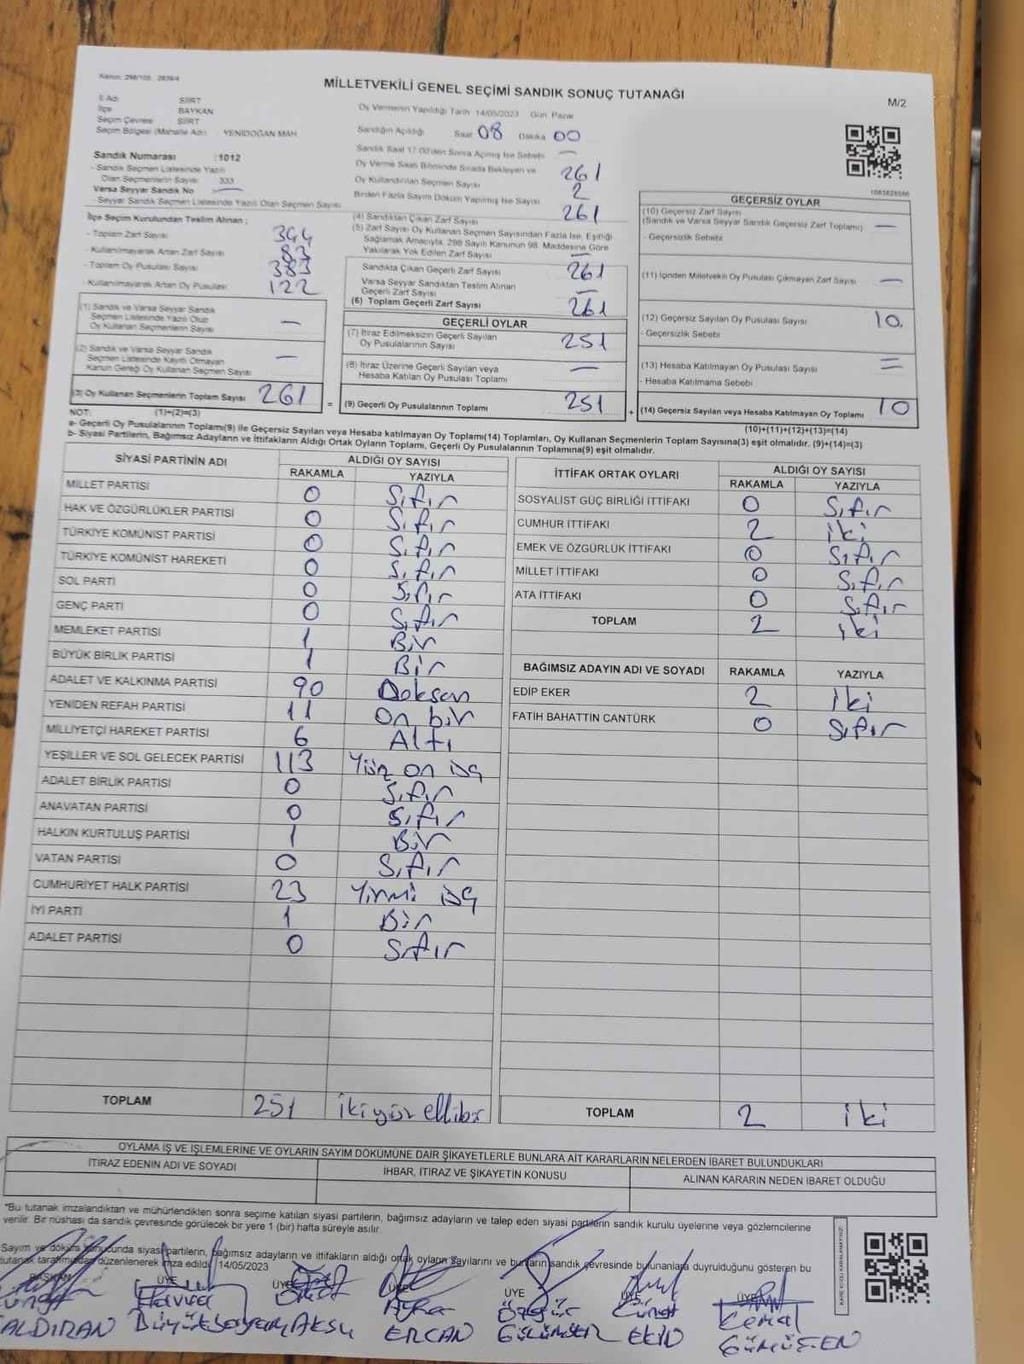 Kanun: 298/105 2839/4
MİLLETVEKİLİ GENEL SEÇİMİ SANDIK SONUÇ TUTANAĞI
M/2
İl Adı : SİİRT
İlçe : BAYKAN
Seçim Çevresi : SİİRT
Seçim Bölgesi (Mahalle Adı) : YENİDOĞAN MAH
Sandık Numarası : 1012
- Sandık Seçmen Listesinde Yazılı
Olan Seçmenlerin Sayısı : 333
Varsa Seyyar Sandık No —
- Seyyar Sandık Seçmen Listesinde Yazılı Olan Seçmen Sayısı
İlçe Seçim Kurulundan Teslim Alınan :
- Toplam Zarf Sayısı 344
- Kullanılmayarak Artan Zarf Sayısı 83
- Toplam Oy Pusulası Sayısı 383
- Kullanılmayarak Artan Oy Pusulası 122
(1) Sandık ve Varsa Seyyar Sandık
Seçmen Listesinde Yazılı Olup
Oy Kullanan Seçmenlerin Sayısı —
(2) Sandık ve Varsa Seyyar Sandık
Seçmen Listesinde Kayıtlı Olmayan
Kanun Gereği Oy Kullanan Seçmen Sayısı —
(3) Oy Kullanan Seçmenlerin Toplam Sayısı 261
Oy Vermenin Yapıldığı Tarih 14/05/2023 Gün Pazar
Sandığın Açıldığı Saat 08 Dakika 00
Sandık Saat 17.00'den Sonra Açılmış İse Sebebi —
Oy Verme Saati Bitiminde Sırada Bekleyen ve
Oy Kullandırılan Seçmen Sayısı 261
Birden Fazla Sayım Döküm Yapılmış İse Sayısı 2
(4) Sandıktan Çıkan Zarf Sayısı 261
(5) Zarf Sayısı Oy Kullanan Seçmen Sayısından Fazla İse, Eşitliği
Sağlamak Amacıyla, 298 Sayılı Kanunun 98. Maddesine Göre
Yakılarak Yok Edilen Zarf Sayısı —
Sandıkta Çıkan Geçerli Zarf Sayısı 261
Varsa Seyyar Sandıktan Teslim Alınan
Geçerli Zarf Sayısı —
(6) Toplam Geçerli Zarf Sayısı 261
GEÇERLİ OYLAR
(7) İtiraz Edilmeksizin Geçerli Sayılan
Oy Pusulalarının Sayısı 251
(8) İtiraz Üzerine Geçerli Sayılan veya
Hesaba Katılan Oy Pusulası Toplamı —
= (9) Geçerli Oy Pusulalarının Toplamı 251
1083828586
GEÇERSİZ OYLAR
(10) Geçersiz Zarf Sayısı
(Sandık ve Varsa Seyyar Sandık Geçersiz Zarf Toplamı) —
- Geçersizlik Sebebi
(11) İçinden Milletvekili Oy Pusulası Çıkmayan Zarf Sayısı —
(12) Geçersiz Sayılan Oy Pusulası Sayısı 10.
- Geçersizlik Sebebi
(13) Hesaba Katılmayan Oy Pusulası Sayısı =
- Hesaba Katılmama Sebebi
+ (14) Geçersiz Sayılan veya Hesaba Katılmayan Oy Toplamı 10
NOT: (1)+(2)=(3)
(10)+(11)+(12)+(13)=(14)
a- Geçerli Oy Pusulalarının Toplamı(9) ile Geçersiz Sayılan veya Hesaba katılmayan Oy Toplamı(14) Toplamları, Oy Kullanan Seçmenlerin Toplam Sayısına(3) eşit olmalıdır. (9)+(14)=(3)
b- Siyasi Partilerin, Bağımsız Adayların ve İttifakların Aldığı Ortak Oyların Toplamı, Geçerli Oy Pusulalarının Toplamına(9) eşit olmalıdır.
SİYASİ PARTİNİN ADI ALDIĞI OY SAYISI
RAKAMLA YAZIYLA
MİLLET PARTİSİ 0 Sıfır
HAK VE ÖZGÜRLÜKLER PARTİSİ 0 Sıfır
TÜRKİYE KOMÜNİST PARTİSİ 0 Sıfır
TÜRKİYE KOMÜNİST HAREKETİ 0 Sıfır
SOL PARTİ 0 Sıfır
GENÇ PARTİ 0 Sıfır
MEMLEKET PARTİSİ 1 Bir
BÜYÜK BİRLİK PARTİSİ 1 Bir
ADALET VE KALKINMA PARTİSİ 90 Doksan
YENİDEN REFAH PARTİSİ 11 On bir
MİLLİYETÇİ HAREKET PARTİSİ 6 Altı
YEŞİLLER VE SOL GELECEK PARTİSİ 113 Yüz on üç
ADALET BİRLİK PARTİSİ 0 Sıfır
ANAVATAN PARTİSİ 0 Sıfır
HALKIN KURTULUŞ PARTİSİ 1 Bir
VATAN PARTİSİ 0 Sıfır
CUMHURİYET HALK PARTİSİ 23 Yirmi üç
İYİ PARTİ 1 Bir
ADALET PARTİSİ 0 Sıfır
TOPLAM 251 ikiyüz ellibir
İTTİFAK ORTAK OYLARI ALDIĞI OY SAYISI
RAKAMLA YAZIYLA
SOSYALİST GÜÇ BİRLİĞİ İTTİFAKI 0 Sıfır
CUMHUR İTTİFAKI 2 iki
EMEK VE ÖZGÜRLÜK İTTİFAKI 0 Sıfır
MİLLET İTTİFAKI 0 Sıfır
ATA İTTİFAKI 0 Sıfır
TOPLAM 2 iki
BAĞIMSIZ ADAYIN ADI VE SOYADI RAKAMLA YAZIYLA
EDİP EKER 2 iki
FATİH BAHATTİN CANTÜRK 0 Sıfır
TOPLAM 2 iki
OYLAMA İŞ VE İŞLEMLERİNE VE OYLARIN SAYIM DÖKÜMÜNE DAİR ŞİKAYETLERLE BUNLARA AİT KARARLARIN NELERDEN İBARET BULUNDUKLARI
İTİRAZ EDENİN ADI VE SOYADI İHBAR, İTİRAZ VE ŞİKAYETİN KONUSU ALINAN KARARIN NEDEN İBARET OLDUĞU
*Bu tutanak imzalandıktan ve mühürlendikten sonra seçime katılan siyasi partilerin, bağımsız adayların ve talep eden siyasi partilerin sandık kurulu üyelerine veya gözlemcilerine
verilir. Bir nüshası da sandık çevresinde görülecek bir yere 1 (bir) hafta süreyle asılır.
Sayım ve döküm sonucunda siyasi partilerin, bağımsız adayların ve ittifakların aldığı ortak oyların sayılarını ve bunların sandık çevresinde bulunanlara duyrulduğunu gösteren bu
tutanak tarafımızdan düzenlenerek imza edildi. 14/05/2023
BAŞKAN ÜYE ÜYE ÜYE ÜYE ÜYE
Havva Cünet Kemal
ALDIRAN AKSU ERCAN EKİN